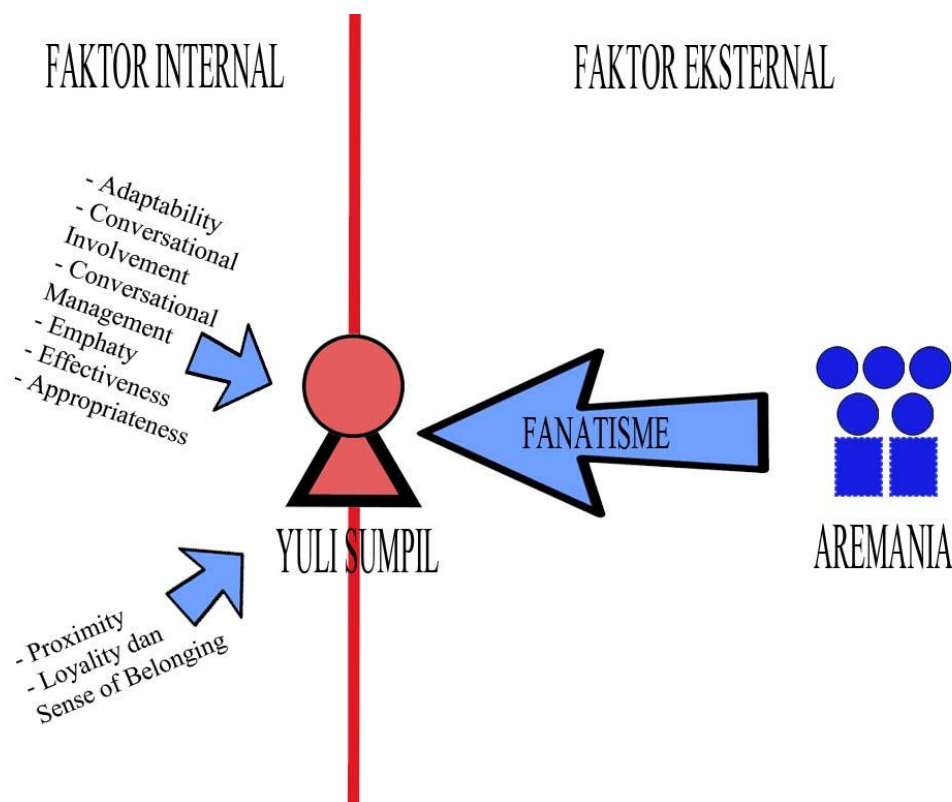 FAKTOR INTERNAL
FAKTOR EKSTERNAL
- Adaptability
- Conversational
Involvement
- Conversational
Management
- Emphaty
- Effectiveness
- Appropriateness
FANATISME
YULI SUMPIL
AREMANIA
- Proximity
- Loyality dan
Sense of Belonging